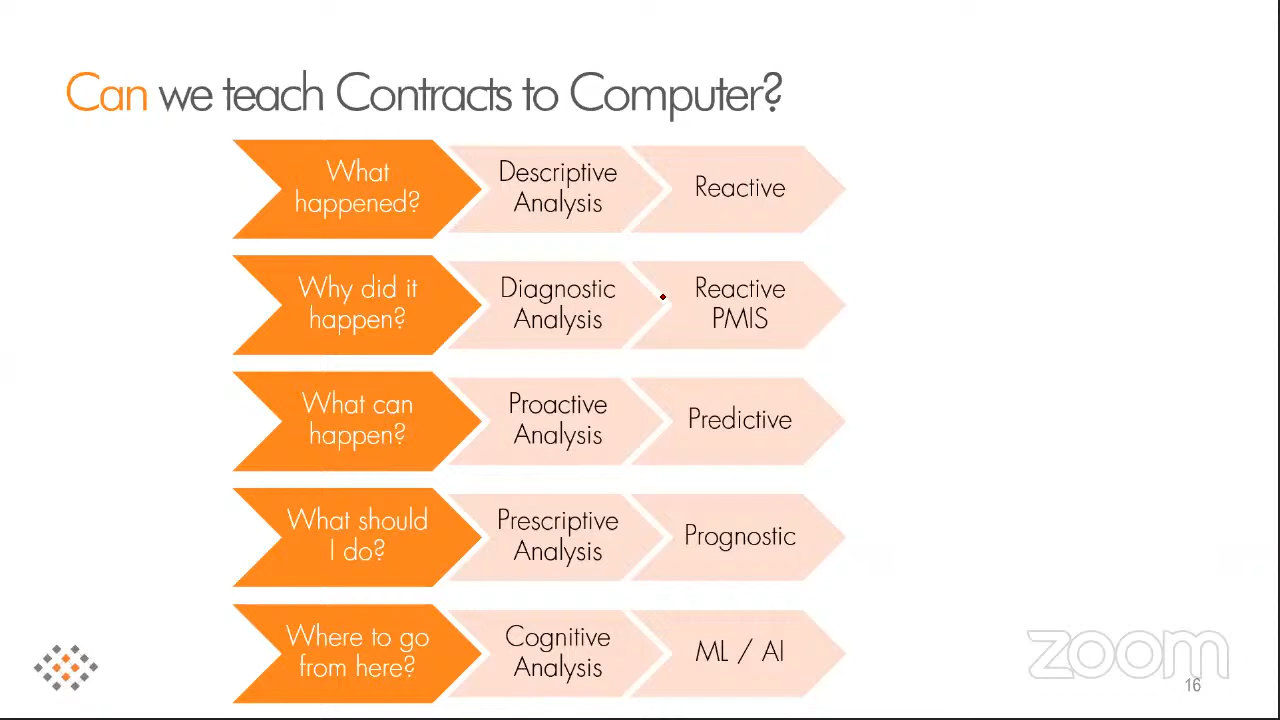 Can we teach Contracts to Computer?
What
happened?
Descriptive
Analysis
Reactive
Why did it
happen?
Diagnostic
Analysis
Reactive
PMIS
What can
happen?
Proactive
Analysis
Predictive
What should
I do?
Prescriptive
Analysis
Prognostic
Where to go
from here?
Cognitive
Analysis
ML / AI
zoom
16